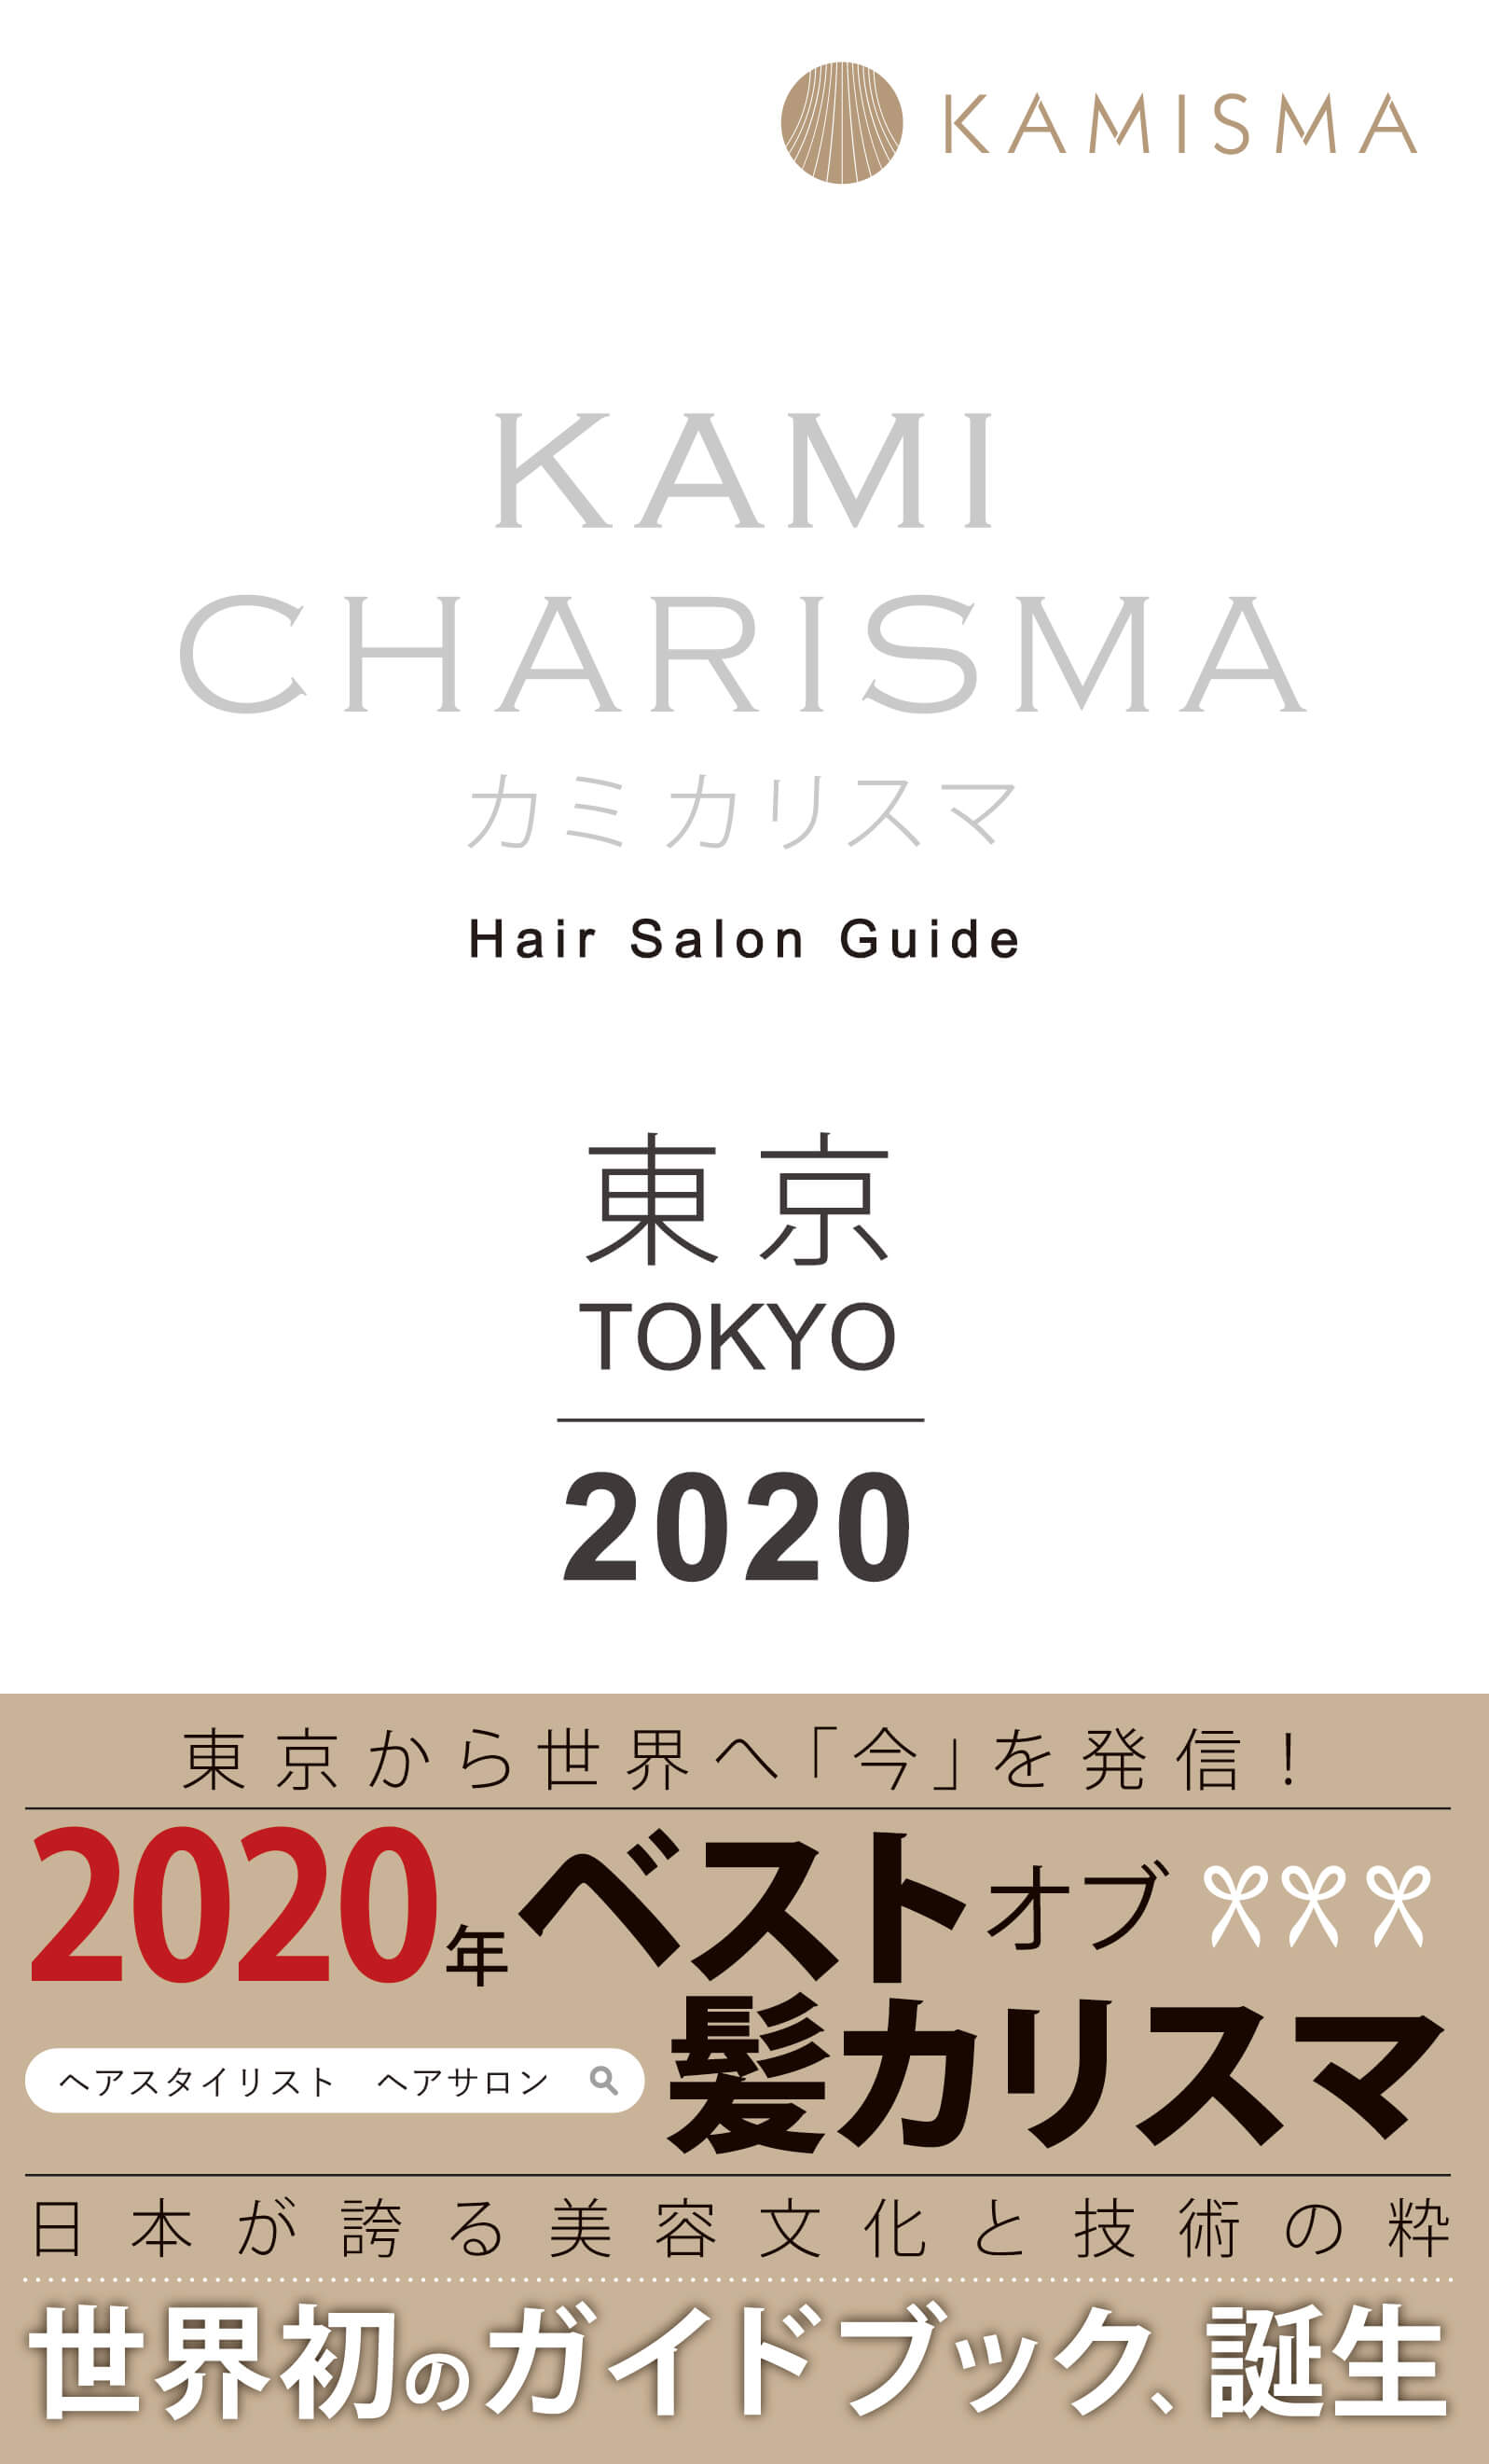 KAMISMA
KAMI
CHARISMA
カミ カリスマ
Hair Salon Guide
東京
TOKYO
2020
東京から世界へ「今」を発信!
2020年ベストオブ
髪カリスマ
ヘアスタイリスト ヘアサロン
日本が誇る美容文化と技術の粋
世界初のガイドブック、誕生